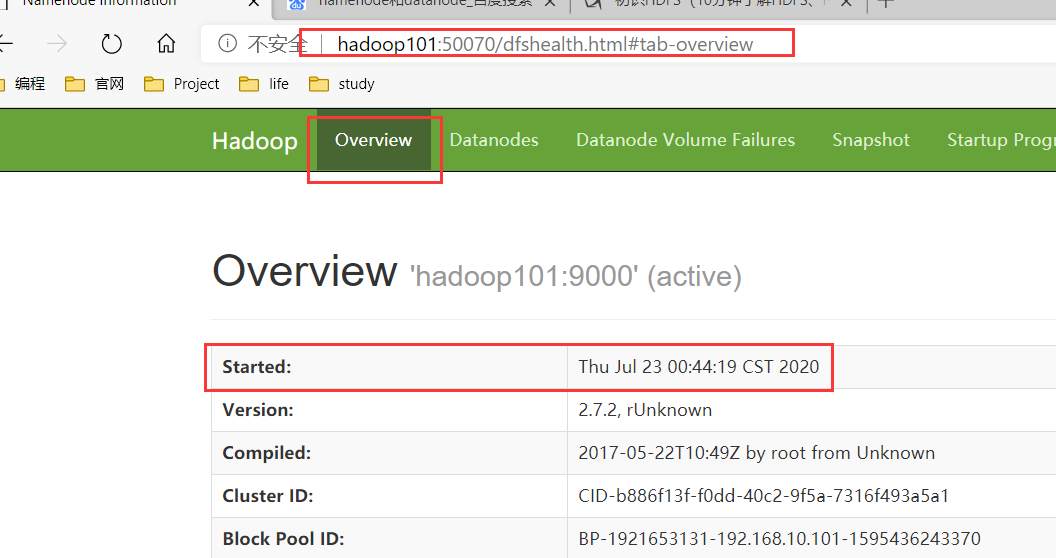 Namenode information
namenode和datanode_百度搜索
初识HDFS（10分钟了解HDFS、
不安全 hadoop101:50070/dfshealth.html#tab-overview
编程 官网 Project life study
Hadoop Overview Datanodes Datanode Volume Failures Snapshot Startup Prog
Overview 'hadoop101:9000' (active)
Started: Thu Jul 23 00:44:19 CST 2020
Version: 2.7.2, rUnknown
Compiled: 2017-05-22T10:49Z by root from Unknown
Cluster ID: CID-b886f13f-f0dd-40c2-9f5a-7316f493a5a1
Block Pool ID: BP-1921653131-192.168.10.101-1595436243370